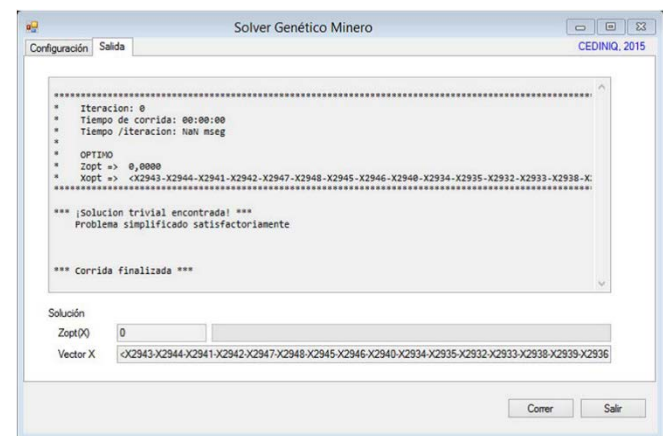 Solver Genético Minero
Configuración Salida CEDINIQ, 2015
* Iteracion: 0
* Tiempo de corrida: 00:00:00
* Tiempo /iteracion: NaN mseg
*
* OPTIMO
* Zopt => 0,0000
* Xopt => <X2943-X2944-X2941-X2942-X2947-X2948-X2945-X2946-X2940-X2934-X2935-X2932-X2933-X2938-X
*** ¡Solucion trivial encontrada! ***
Problema simplificado satisfactoriamente
*** Corrida finalizada ***
Solución
Zopt(X) 0
Vector X <X2943-X2944-X2941-X2942-X2947-X2948-X2945-X2946-X2940-X2934-X2935-X2932-X2933-X2938-X2939-X2936
Correr Salir